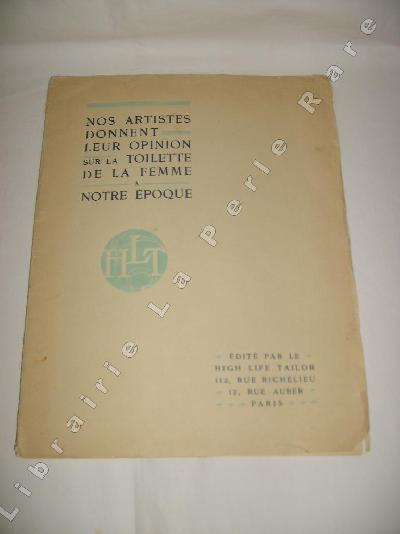 NOS ARTISTES
DONNENT
LEUR OPINION
SUR LA TOILETTE
DE LA FEMME
A
NOTRE ÉPOQUE
HLT
ÉDITÉ PAR LE
HIGH LIFE TAILOR
112, RUE RICHELIEU
12, RUE AUBER
PARIS
Librairie La Perle Rare